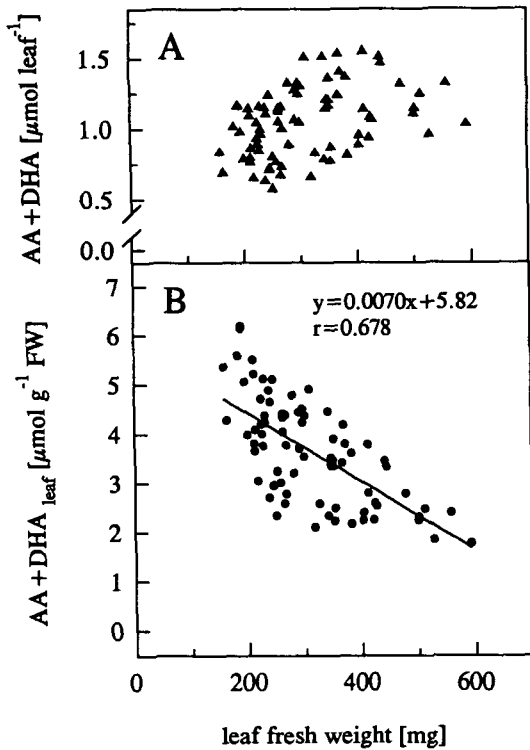 A
AA+DHA [μmol leaf⁻¹]
1.5
1.0
0.5
0.0
B
y=0.0070x+5.82
r=0.678
AA+DHA leaf [μmol g⁻¹ FW]
7
6
5
4
3
2
1
0
0 200 400 600
leaf fresh weight [mg]